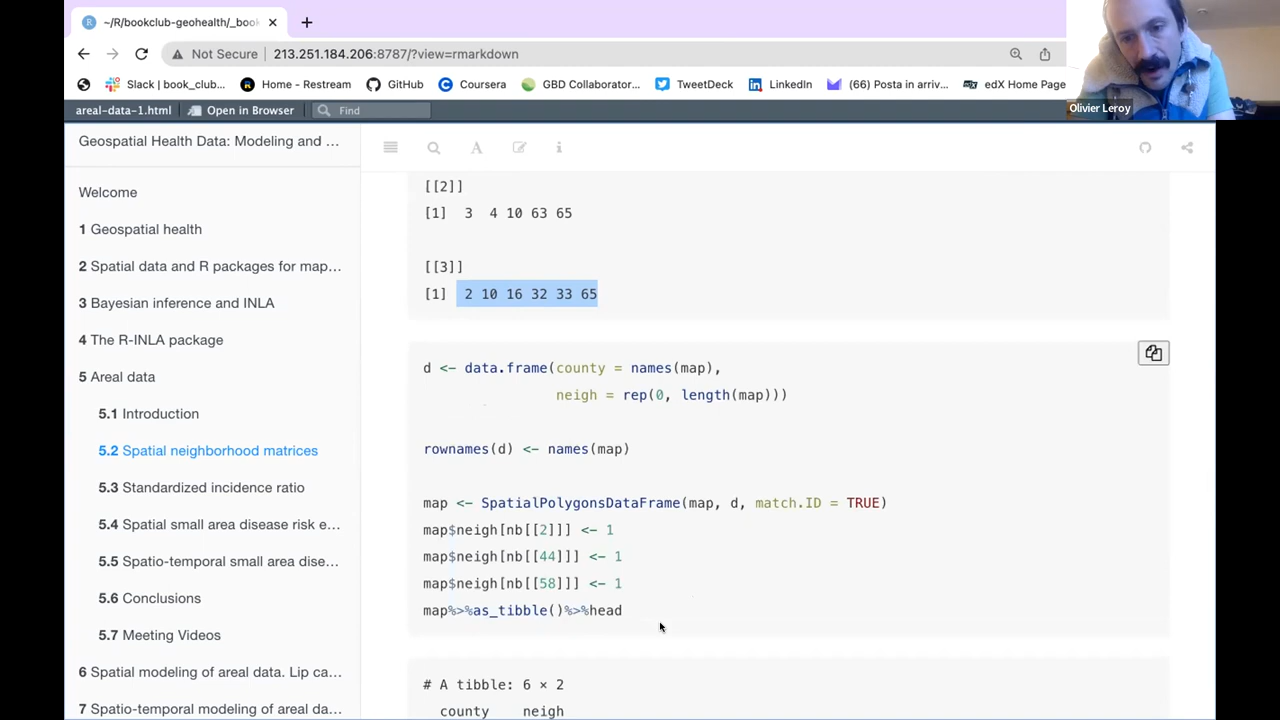 ~/R/bookclub-geohealth/_boo
Not Secure 213.251.184.206:8787/?view=rmarkdown
Slack | book_club... Home - Restream GitHub Coursera GBD Collaborator... TweetDeck LinkedIn (66) Posta in arriv... edX Home Page
Olivier Leroy
areal-data-1.html Open in Browser Find
Geospatial Health Data: Modeling and ...
Welcome
1 Geospatial health
2 Spatial data and R packages for map...
3 Bayesian inference and INLA
4 The R-INLA package
5 Areal data
5.1 Introduction
5.2 Spatial neighborhood matrices
5.3 Standardized incidence ratio
5.4 Spatial small area disease risk e...
5.5 Spatio-temporal small area dise...
5.6 Conclusions
5.7 Meeting Videos
6 Spatial modeling of areal data. Lip ca...
7 Spatio-temporal modeling of areal da...
[[2]]
[1] 3 4 10 63 65
[[3]]
[1] 2 10 16 32 33 65
d <- data.frame(county = names(map),
neigh = rep(0, length(map)))
rownames(d) <- names(map)
map <- SpatialPolygonsDataFrame(map, d, match.ID = TRUE)
map$neigh[nb[[2]]] <- 1
map$neigh[nb[[44]]] <- 1
map$neigh[nb[[58]]] <- 1
map%>%as_tibble()%>%head
# A tibble: 6 × 2
county neigh